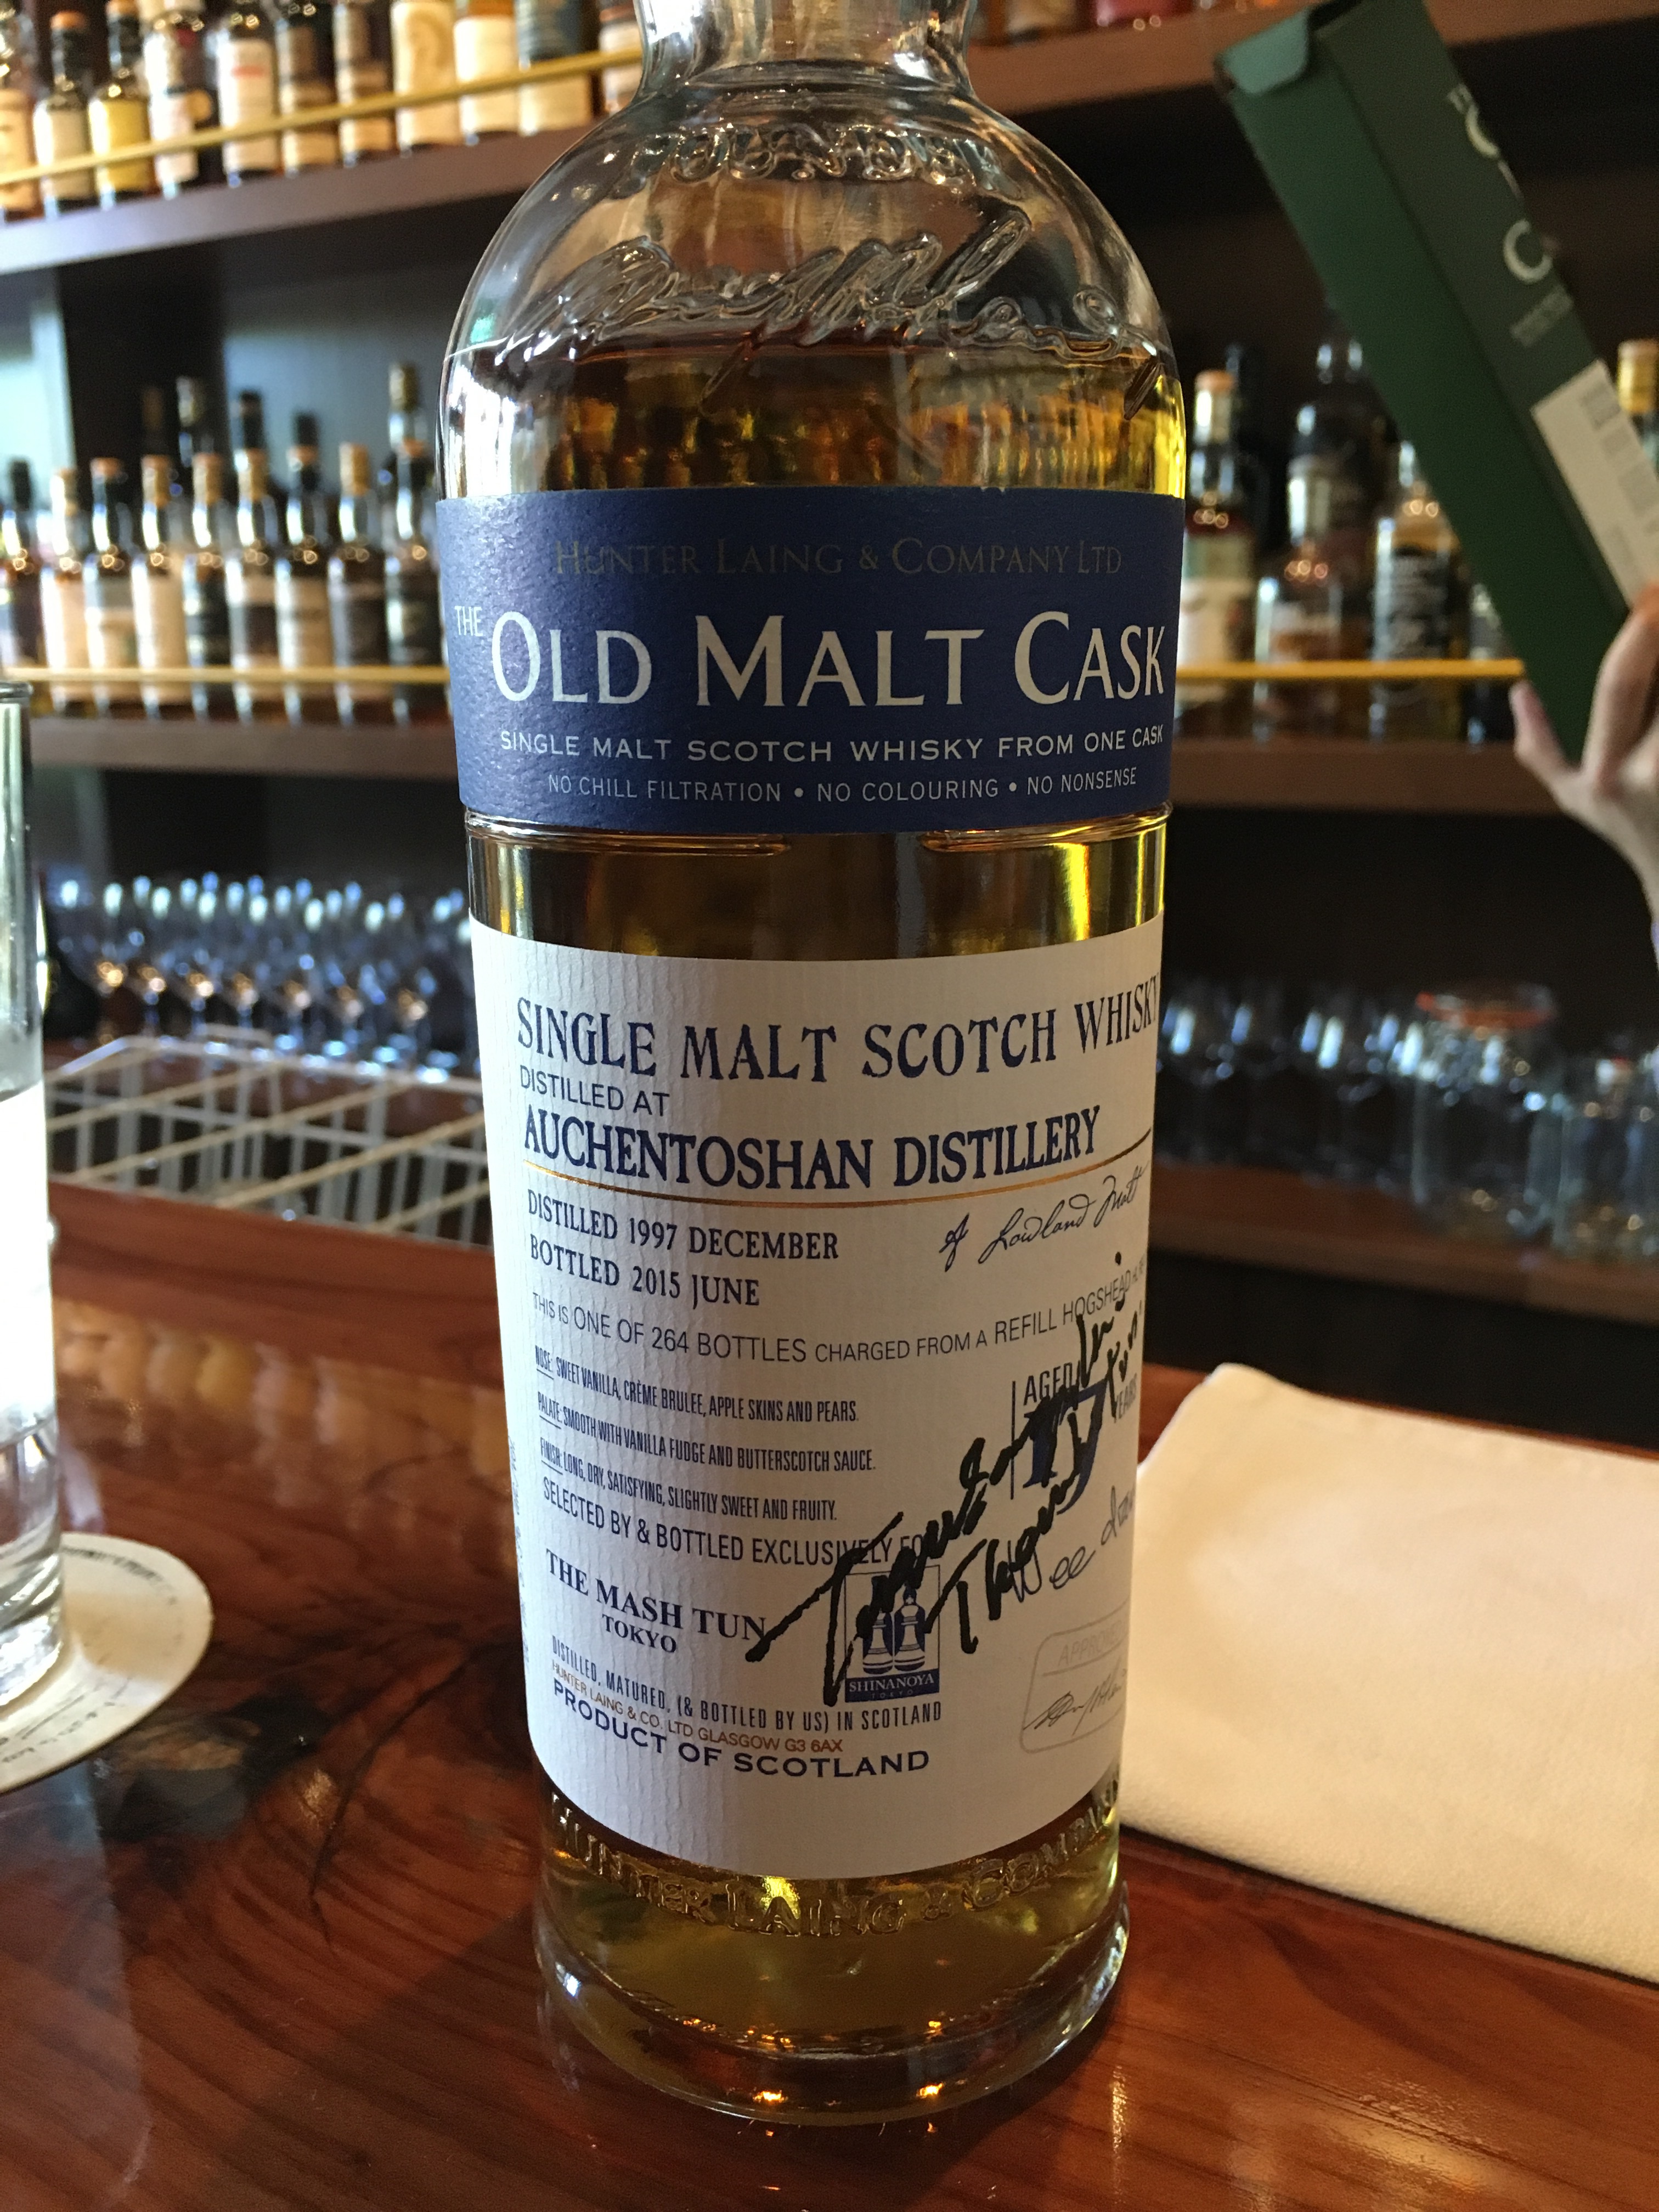 HUNTER LAING & COMPANY LTD
THE OLD MALT CASK
SINGLE MALT SCOTCH WHISKY FROM ONE CASK
NO CHILL FILTRATION • NO COLOURING • NO NONSENSE
SINGLE MALT SCOTCH WHISKY
DISTILLED AT
AUCHENTOSHAN DISTILLERY
A Lowland Malt
DISTILLED 1997 DECEMBER
BOTTLED 2015 JUNE
THIS IS ONE OF 264 BOTTLES CHARGED FROM A REFILL HOGSHEAD
NOSE: SWEET VANILLA, CRÈME BRULEE, APPLE SKINS AND PEARS.
PALATE: SMOOTH WITH VANILLA FUDGE AND BUTTERSCOTCH SAUCE.
FINISH: LONG, DRY, SATISFYING, SLIGHTLY SWEET AND FRUITY.
AGED
17
YEARS
SELECTED BY & BOTTLED EXCLUSIVELY FOR
THE MASH TUN
TOKYO
SHINANOYA
TOKYO
Wee
APPROVED
DISTILLED, MATURED, (& BOTTLED BY US) IN SCOTLAND
HUNTER LAING & CO. LTD GLASGOW G3 6AX
PRODUCT OF SCOTLAND
HUNTER LAING & COMPANY